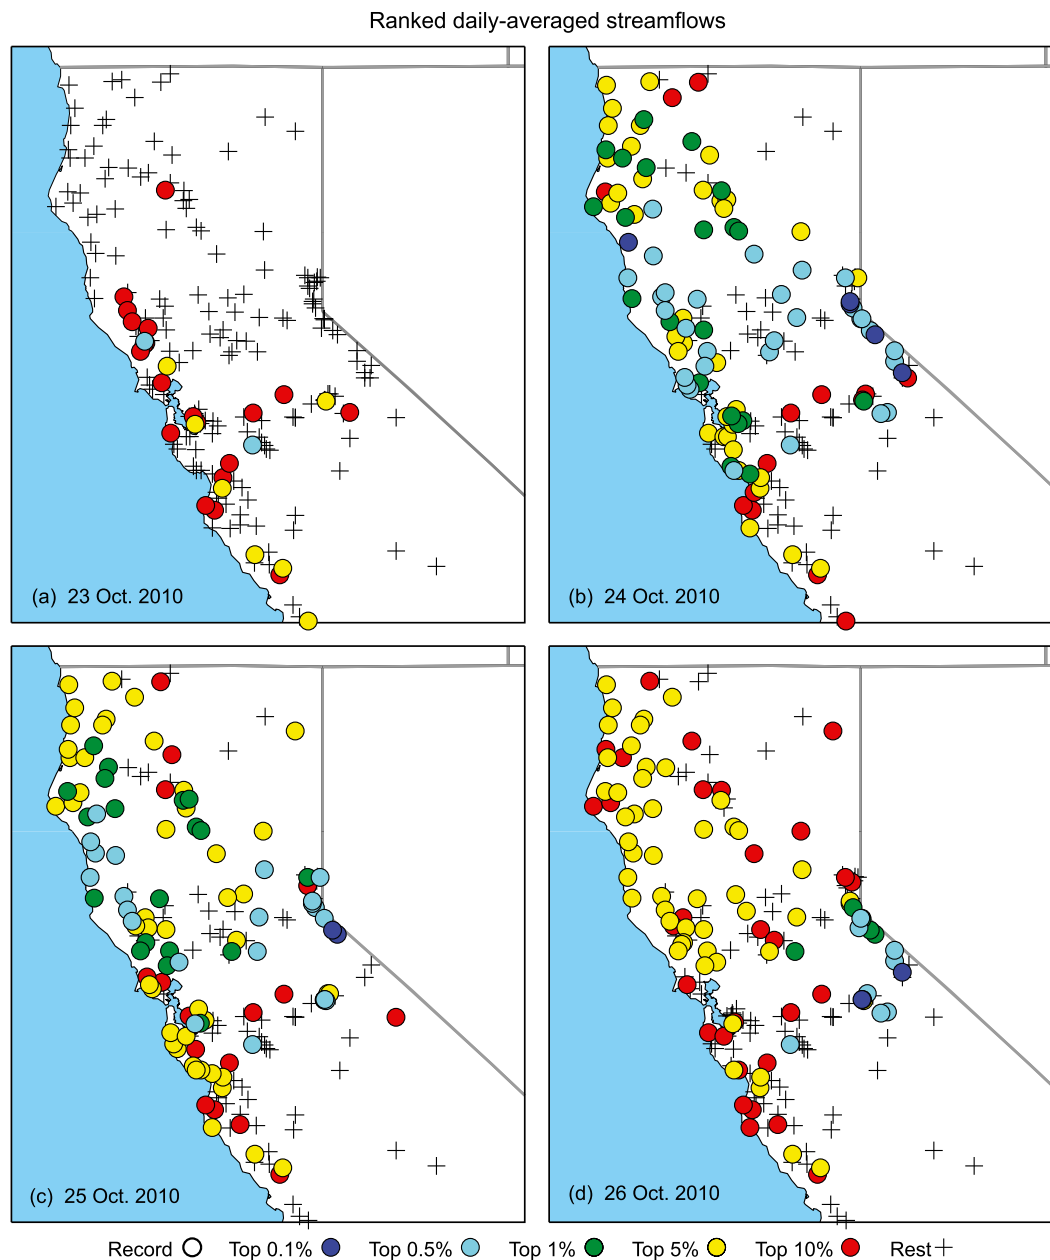 Ranked daily-averaged streamflows
(a) 23 Oct. 2010
(b) 24 Oct. 2010
(c) 25 Oct. 2010
(d) 26 Oct. 2010
Record Top 0.1% Top 0.5% Top 1% Top 5% Top 10% Rest